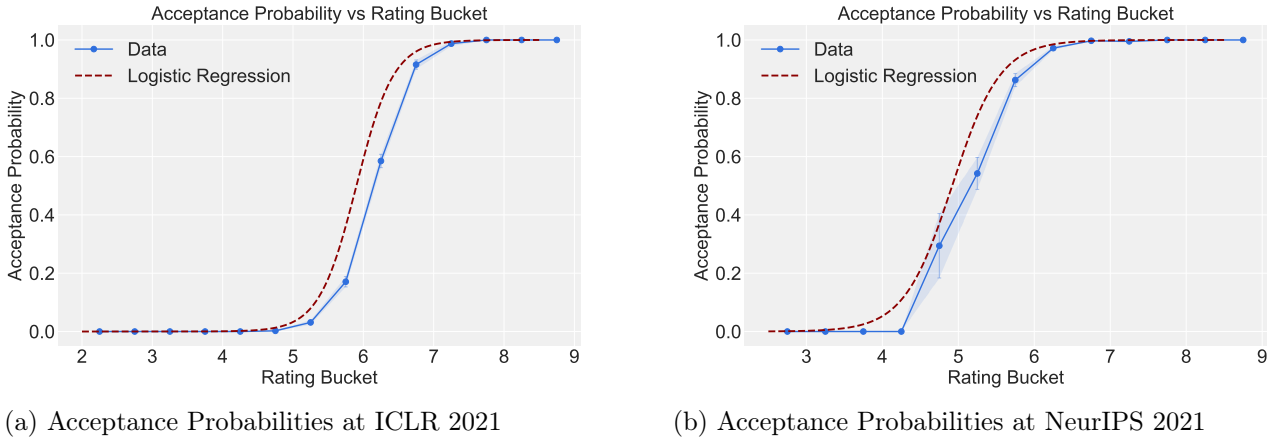 Acceptance Probability vs Rating Bucket
Data
Logistic Regression
Acceptance Probability
1.0
0.8
0.6
0.4
0.2
0.0
2 3 4 5 6 7 8 9
Rating Bucket
(a) Acceptance Probabilities at ICLR 2021
Acceptance Probability vs Rating Bucket
Data
Logistic Regression
Acceptance Probability
1.0
0.8
0.6
0.4
0.2
0.0
3 4 5 6 7 8 9
Rating Bucket
(b) Acceptance Probabilities at NeurIPS 2021